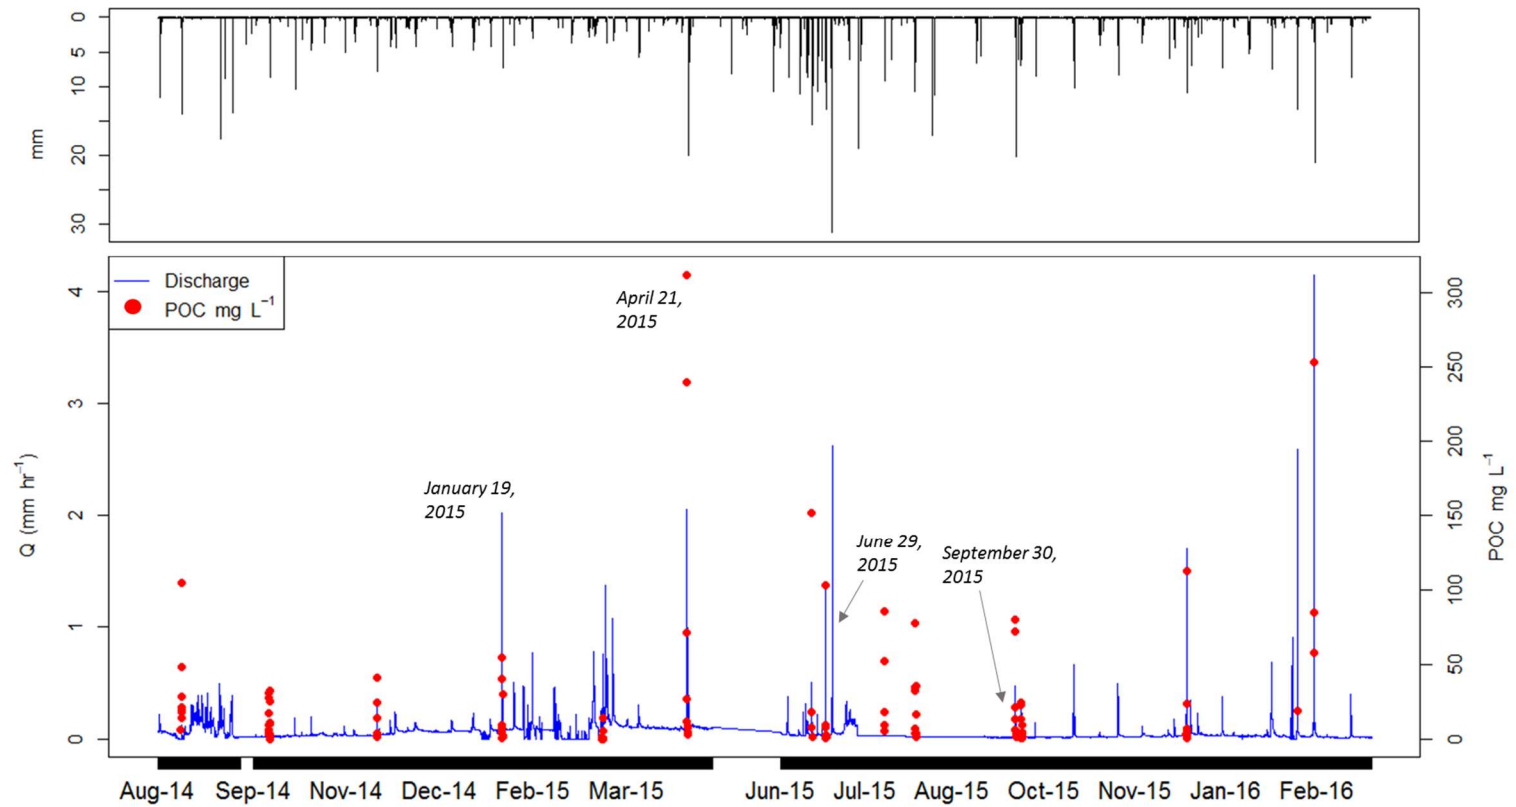 0
5
10
20
30
mm
Discharge
POC mg L⁻¹
4
3
2
1
0
Q (mm hr⁻¹)
300
250
200
150
100
50
0
POC mg L⁻¹
April 21,
2015
January 19,
2015
June 29,
2015
September 30,
2015
Aug-14 Sep-14 Nov-14 Dec-14 Feb-15 Mar-15 Jun-15 Jul-15 Aug-15 Oct-15 Nov-15 Jan-16 Feb-16